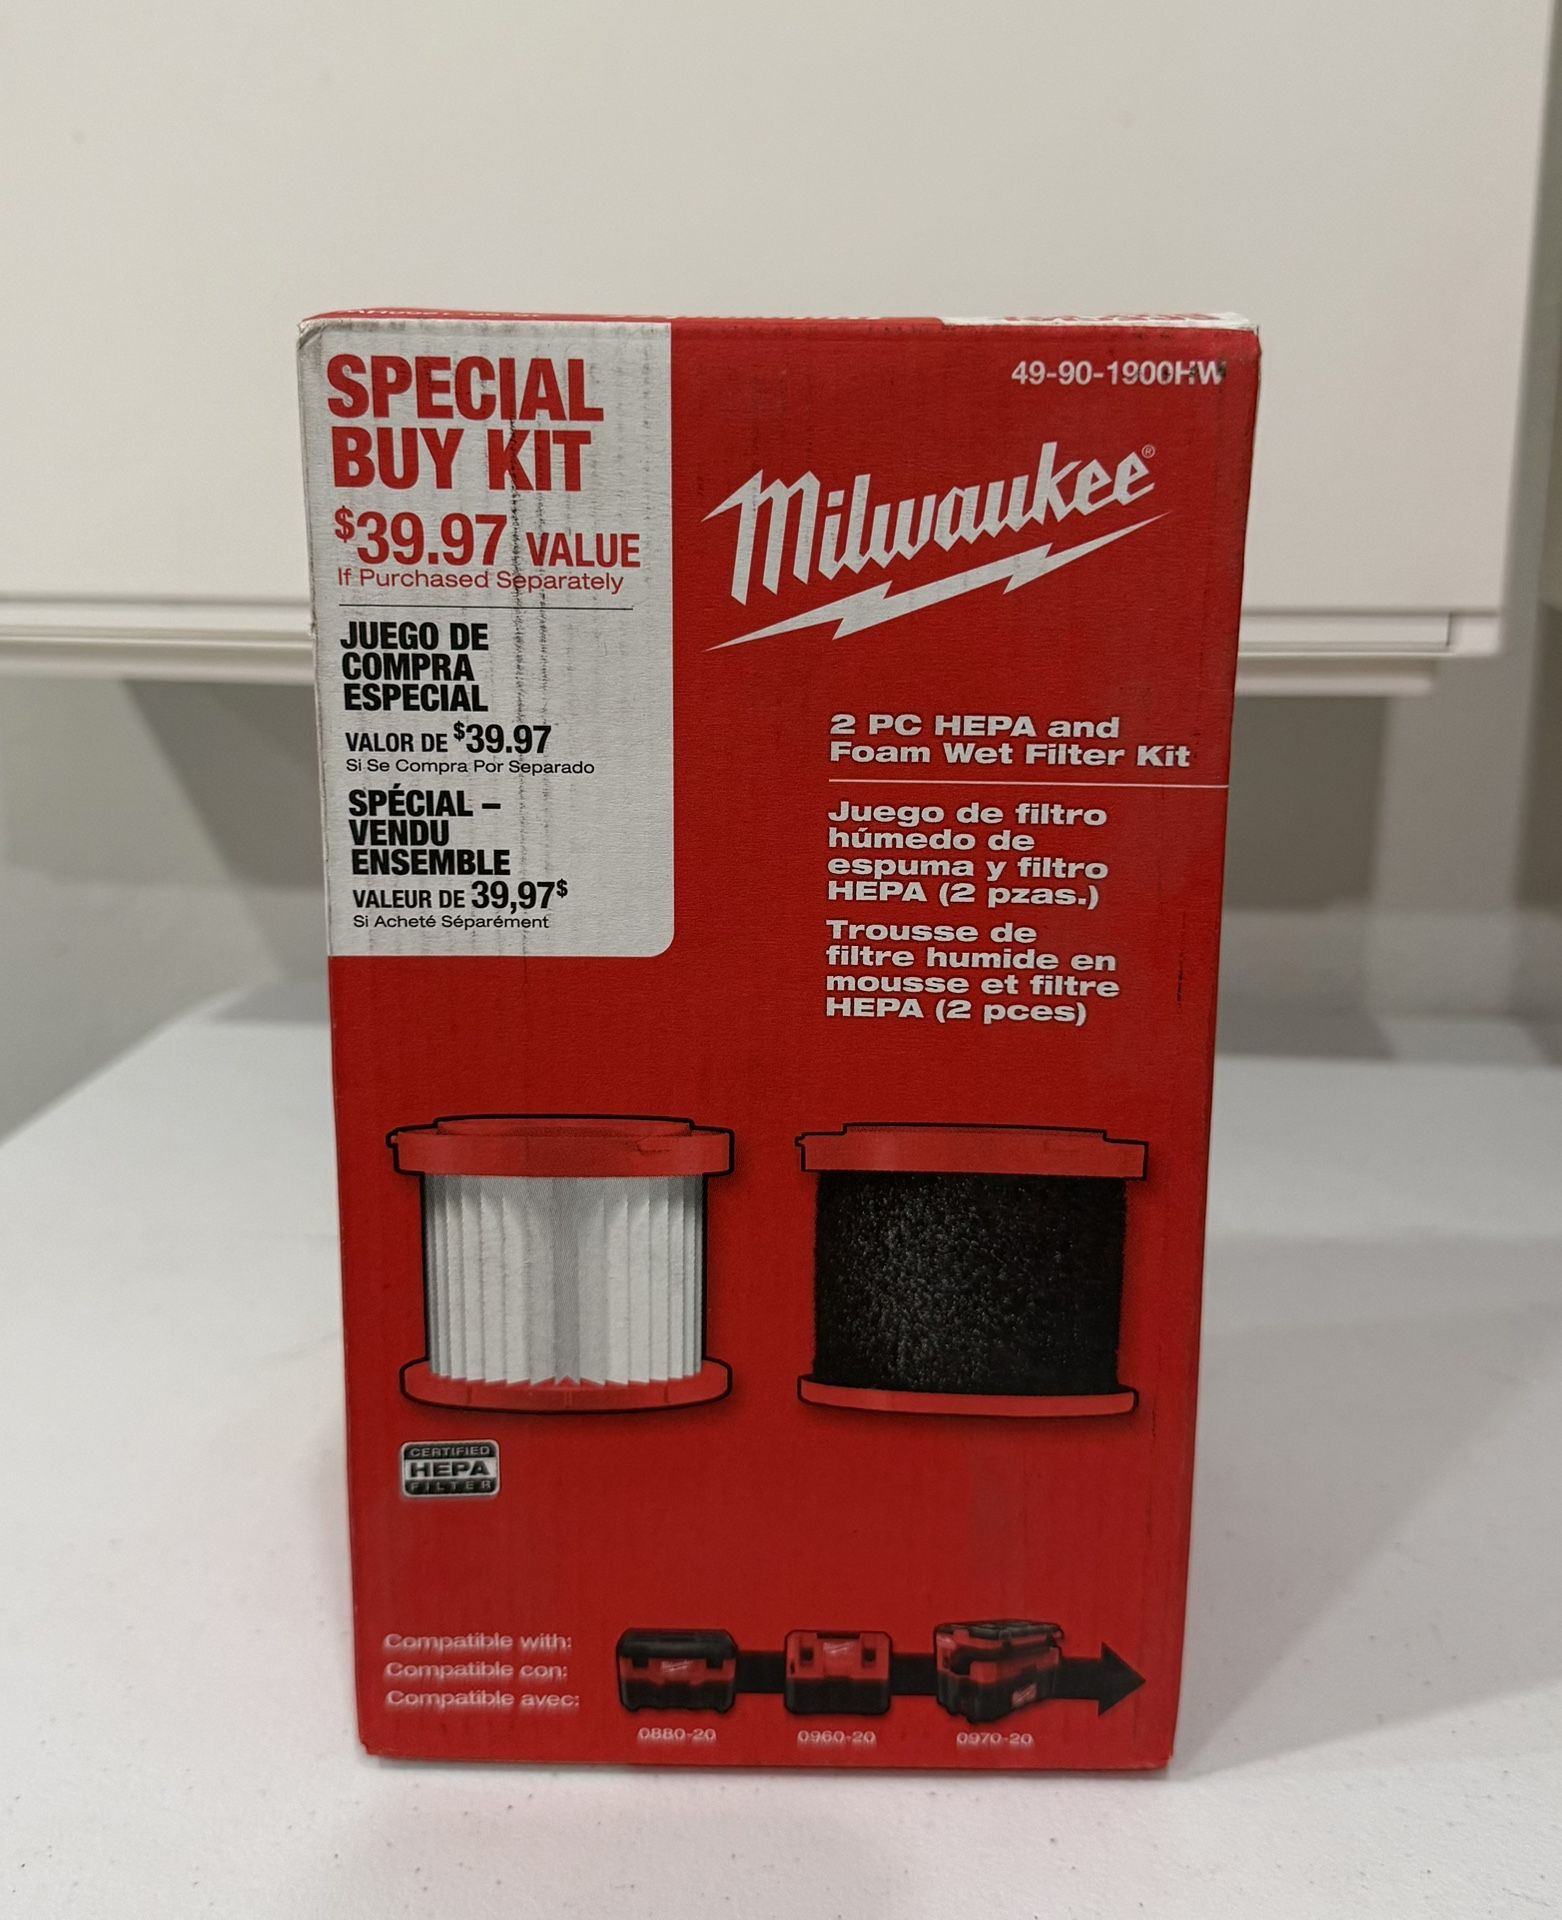 SPECIAL
BUY KIT
$39.97 VALUE
If Purchased Separately
JUEGO DE
COMPRA
ESPECIAL
VALOR DE $39.97
Si Se Compra Por Separado
SPÉCIAL –
VENDU
ENSEMBLE
VALEUR DE 39,97$
Si Acheté Séparément
49-90-1900HW
Milwaukee®
2 PC HEPA and
Foam Wet Filter Kit
Juego de filtro
húmedo de
espuma y filtro
HEPA (2 pzas.)
Trousse de
filtre humide en
mousse et filtre
HEPA (2 pces)
CERTIFIED
HEPA
FILTER
Compatible with:
Compatible con:
Compatible avec:
0880-20
0960-20
0970-20